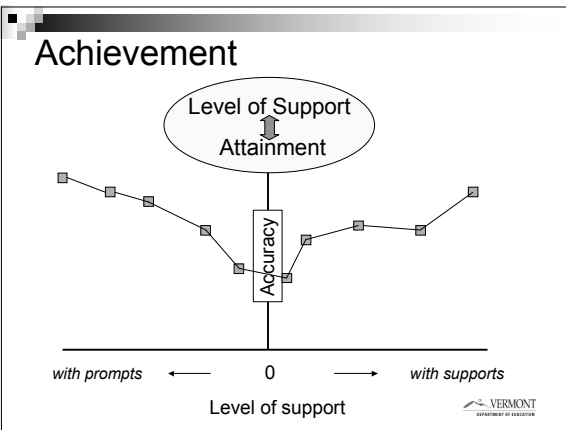 Achievement
Level of Support
Attainment
Accuracy
with prompts
0
with supports
Level of support
VERMONT
DEPARTMENT OF EDUCATION